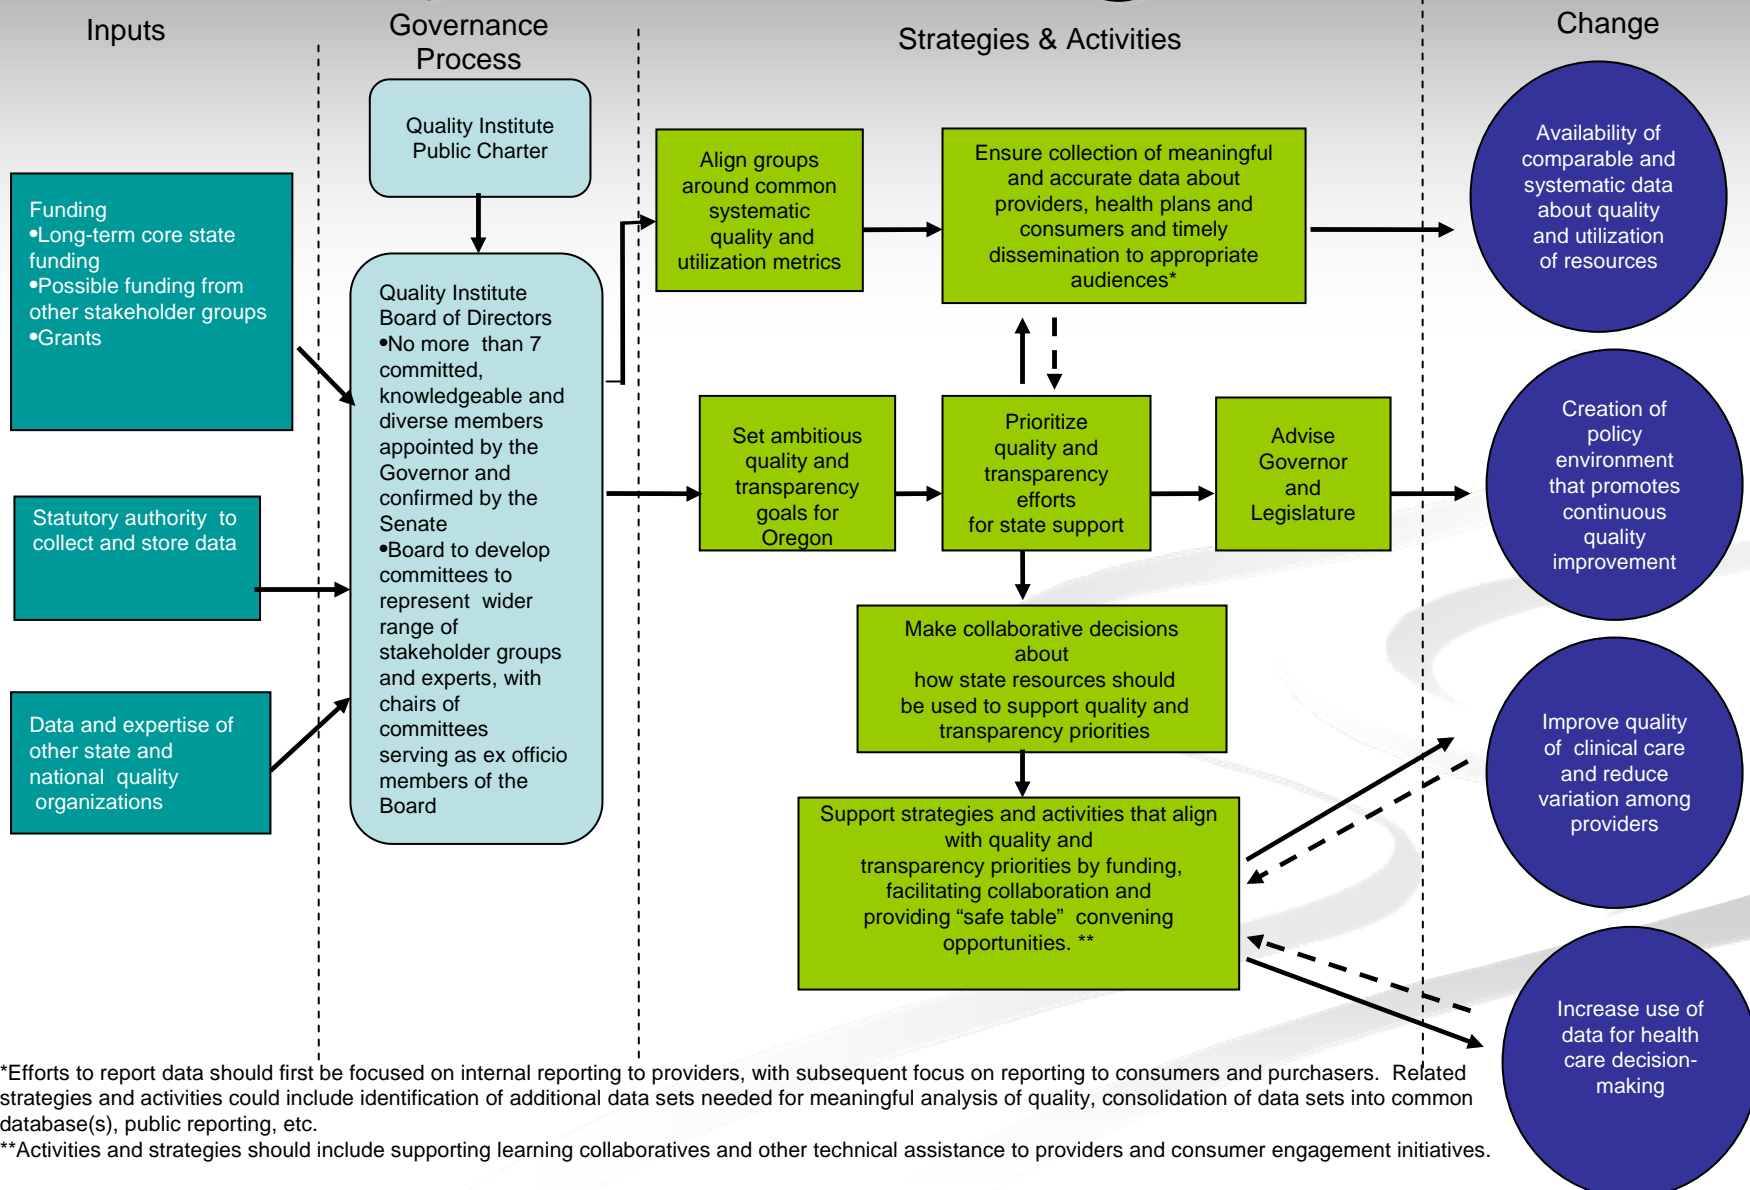 Inputs
Governance
Process
Strategies & Activities
Change
Funding
•Long-term core state
funding
•Possible funding from
other stakeholder groups
•Grants
Statutory authority to
collect and store data
Data and expertise of
other state and
national quality
organizations
Quality Institute
Public Charter
Quality Institute
Board of Directors
•No more than 7
committed,
knowledgeable and
diverse members
appointed by the
Governor and
confirmed by the
Senate
•Board to develop
committees to
represent wider
range of
stakeholder groups
and experts, with
chairs of
committees
serving as ex officio
members of the
Board
Align groups
around common
systematic
quality and
utilization metrics
Ensure collection of meaningful
and accurate data about
providers, health plans and
consumers and timely
dissemination to appropriate
audiences*
Set ambitious
quality and
transparency
goals for
Oregon
Prioritize
quality and
transparency
efforts
for state support
Advise
Governor
and
Legislature
Make collaborative decisions
about
how state resources should
be used to support quality and
transparency priorities
Support strategies and activities that align
with quality and
transparency priorities by funding,
facilitating collaboration and
providing “safe table” convening
opportunities. **
Availability of
comparable and
systematic data
about quality
and utilization
of resources
Creation of
policy
environment
that promotes
continuous
quality
improvement
Improve quality
of clinical care
and reduce
variation among
providers
Increase use of
data for health
care decision-
making
*Efforts to report data should first be focused on internal reporting to providers, with subsequent focus on reporting to consumers and purchasers. Related
strategies and activities could include identification of additional data sets needed for meaningful analysis of quality, consolidation of data sets into common
database(s), public reporting, etc.
**Activities and strategies should include supporting learning collaboratives and other technical assistance to providers and consumer engagement initiatives.